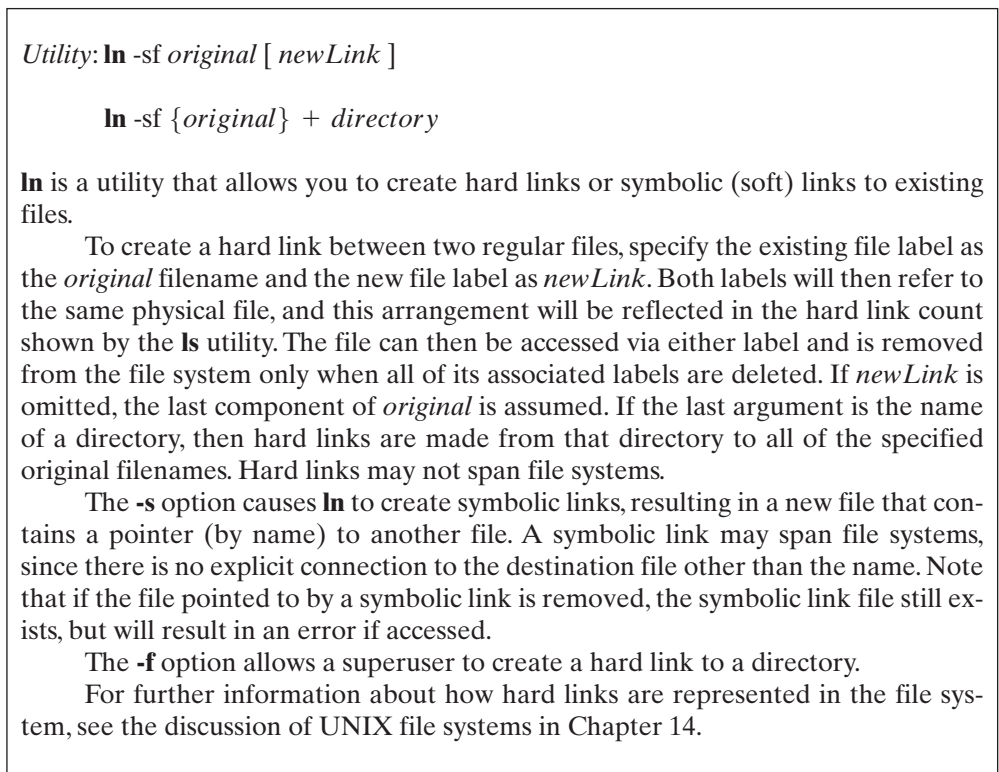 Utility: ln -sf original [ newLink ]
ln -sf {original} + directory
ln is a utility that allows you to create hard links or symbolic (soft) links to existing
files.
To create a hard link between two regular files, specify the existing file label as
the original filename and the new file label as newLink. Both labels will then refer to
the same physical file, and this arrangement will be reflected in the hard link count
shown by the ls utility. The file can then be accessed via either label and is removed
from the file system only when all of its associated labels are deleted. If newLink is
omitted, the last component of original is assumed. If the last argument is the name
of a directory, then hard links are made from that directory to all of the specified
original filenames. Hard links may not span file systems.
The -s option causes ln to create symbolic links, resulting in a new file that con-
tains a pointer (by name) to another file. A symbolic link may span file systems,
since there is no explicit connection to the destination file other than the name. Note
that if the file pointed to by a symbolic link is removed, the symbolic link file still ex-
ists, but will result in an error if accessed.
The -f option allows a superuser to create a hard link to a directory.
For further information about how hard links are represented in the file sys-
tem, see the discussion of UNIX file systems in Chapter 14.